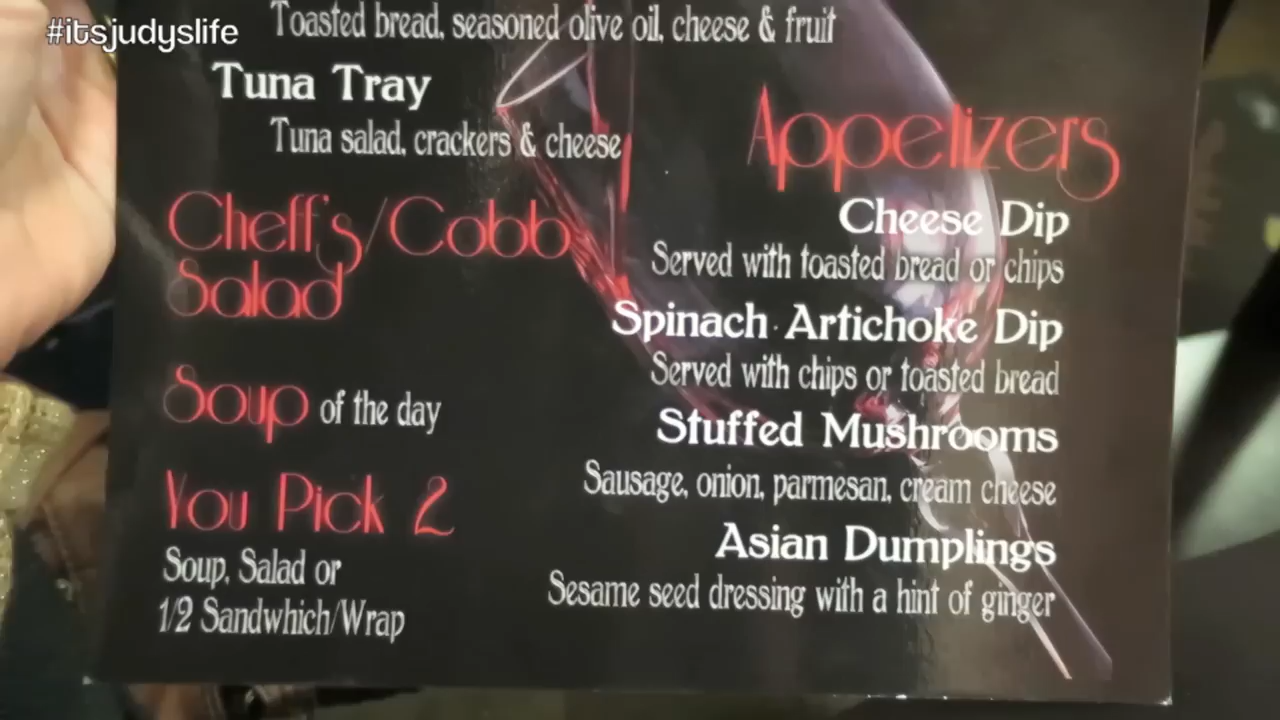 #itsjudyslife
Toasted bread, seasoned olive oil, cheese & fruit
Tuna Tray
Tuna salad, crackers & cheese
Cheff's/Cobb
Salad
Soup of the day
You Pick 2
Soup, Salad or
1/2 Sandwhich/Wrap
Appetizers
Cheese Dip
Served with toasted bread or chips
Spinach Artichoke Dip
Served with chips or toasted bread
Stuffed Mushrooms
Sausage, onion, parmesan, cream cheese
Asian Dumplings
Sesame seed dressing with a hint of ginger